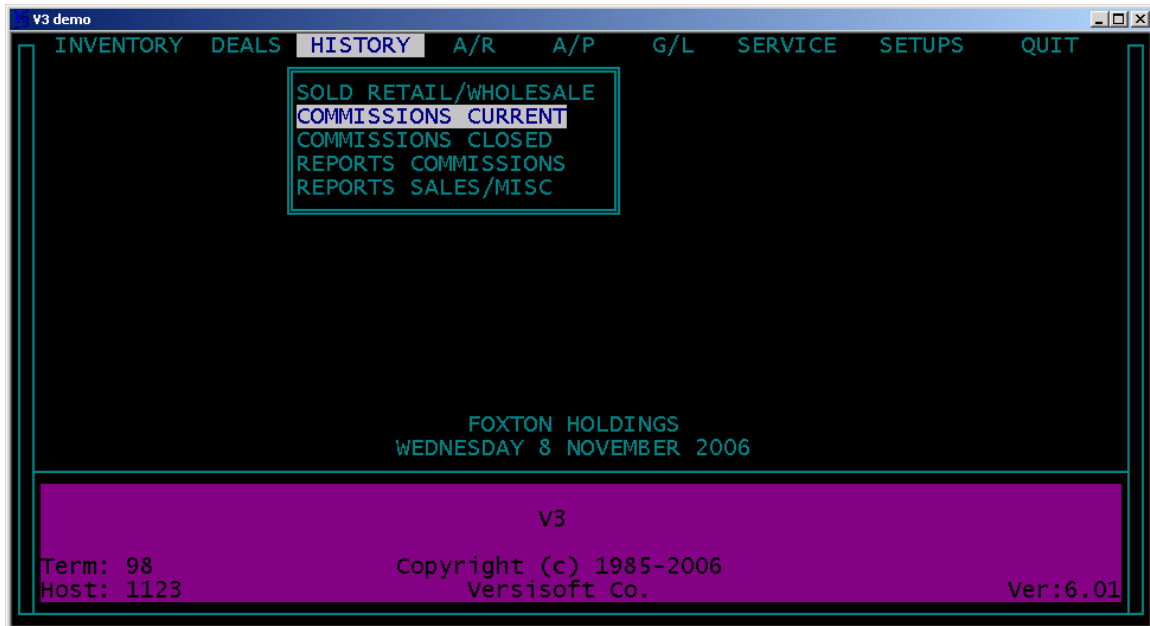 V3 demo
INVENTORY DEALS HISTORY A/R A/P G/L SERVICE SETUPS QUIT
SOLD RETAIL/WHOLESALE
COMMISSIONS CURRENT
COMMISSIONS CLOSED
REPORTS COMMISSIONS
REPORTS SALES/MISC
FOXTON HOLDINGS
WEDNESDAY 8 NOVEMBER 2006
V3
Term: 98 Copyright (c) 1985-2006
Host: 1123 Versisoft Co. Ver:6.01